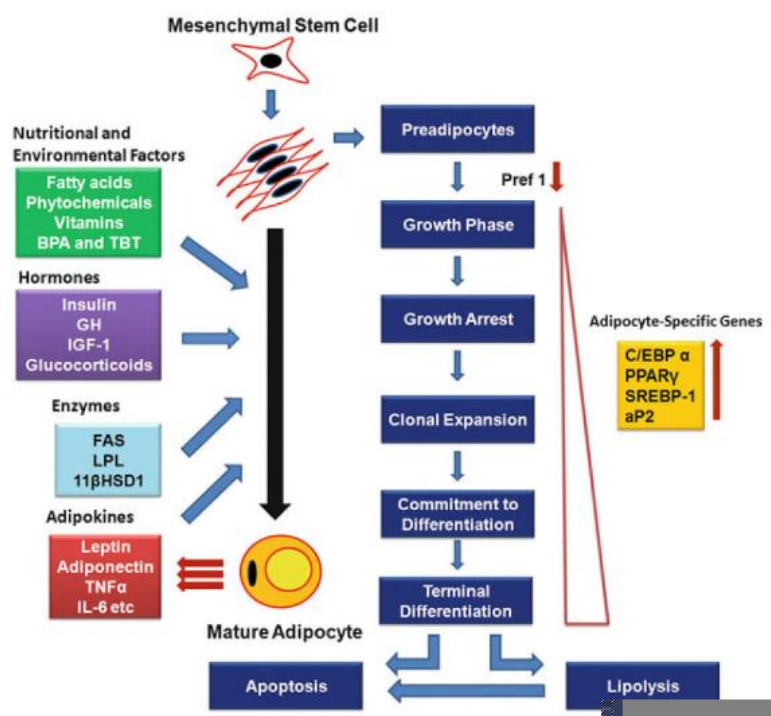 Mesenchymal Stem Cell
Nutritional and
Environmental Factors
Fatty acids
Phytochemicals
Vitamins
BPA and TBT
Hormones
Insulin
GH
IGF-1
Glucocorticoids
Enzymes
FAS
LPL
11βHSD1
Adipokines
Leptin
Adiponectin
TNFα
IL-6 etc
Mature Adipocyte
Preadipocytes
Pref 1
Growth Phase
Growth Arrest
Clonal Expansion
Commitment to
Differentiation
Terminal
Differentiation
Adipocyte-Specific Genes
C/EBP α
PPARγ
SREBP-1
aP2
Apoptosis
Lipolysis